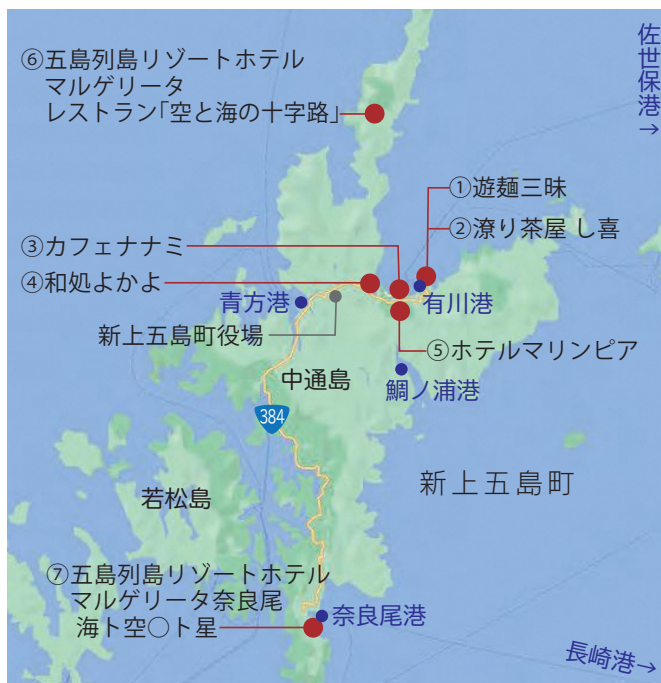 ⑥五島列島リゾートホテル
マルゲリータ
レストラン「空と海の十字路」
佐世保港→
①遊麺三昧
②潦り茶屋 し喜
③カフェナナミ
④和処よかよ
青方港
有川港
新上五島町役場
⑤ホテルマリンピア
中通島
鯛ノ浦港
384
新上五島町
若松島
⑦五島列島リゾートホテル
マルゲリータ奈良尾
海ト空○ト星
奈良尾港
長崎港→